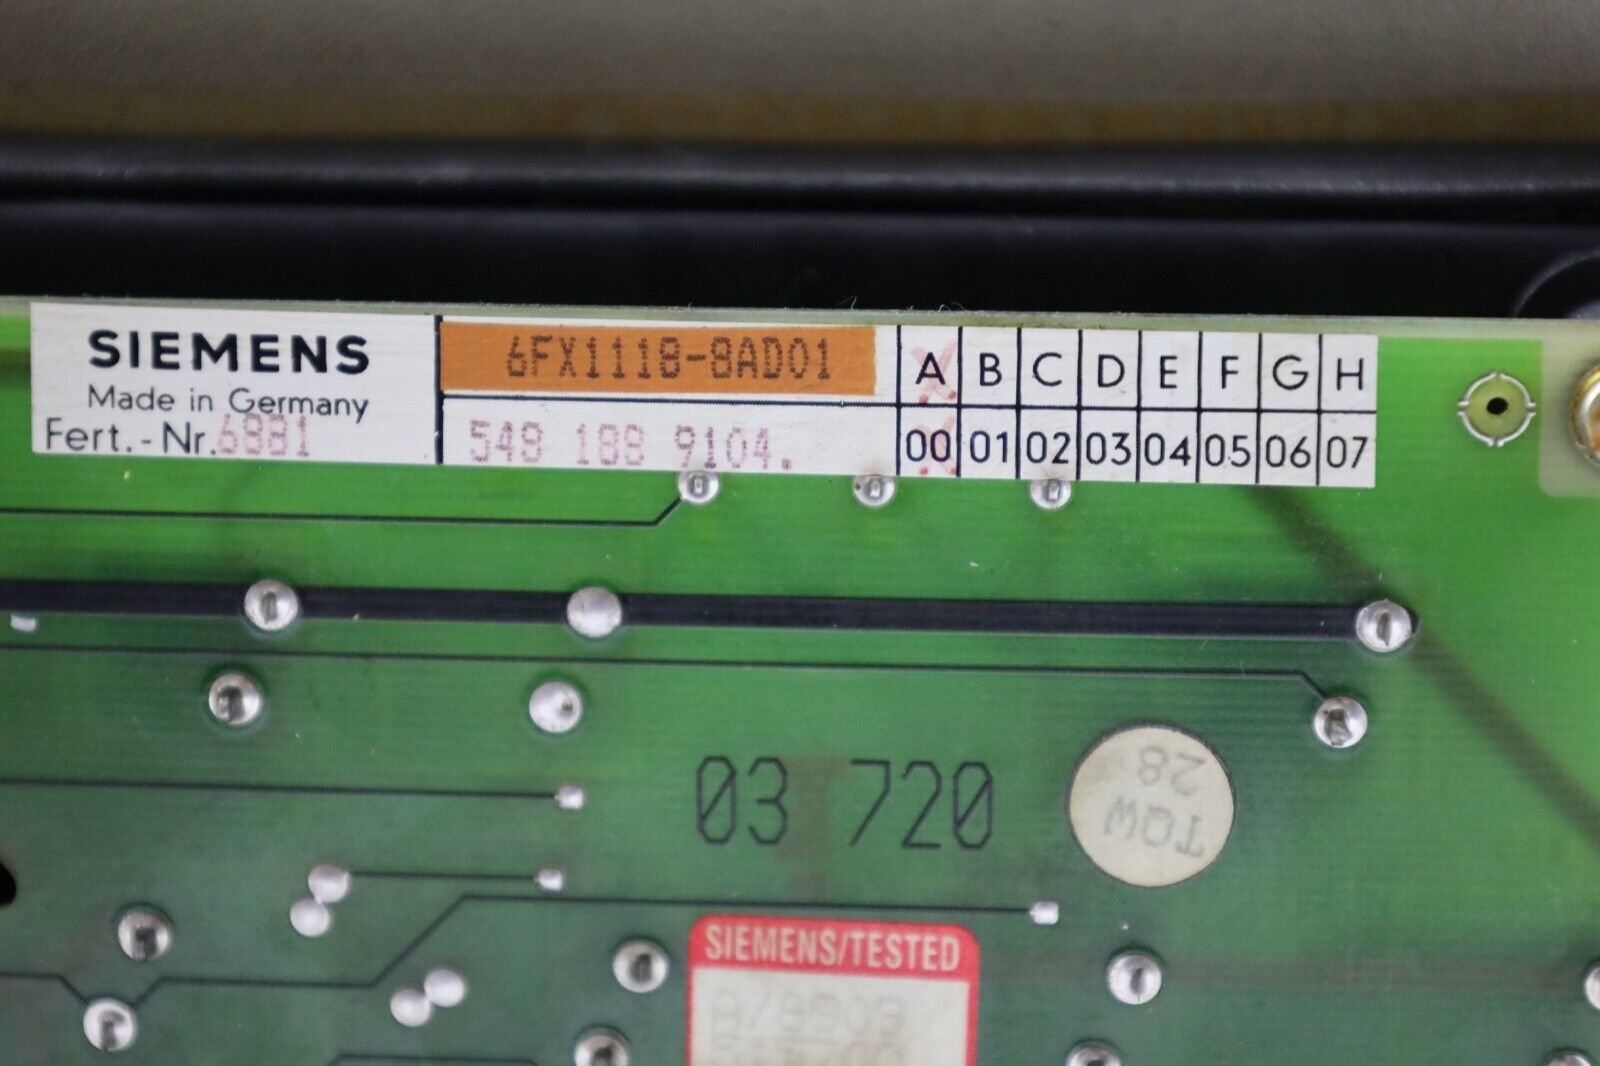 SIEMENS
Made in Germany
Fert.-Nr. 6881
6FX1118-8AD01
548 188 9104.
A B C D E F G H
00 01 02 03 04 05 06 07
03 720
TQW
28
SIEMENS/TESTED